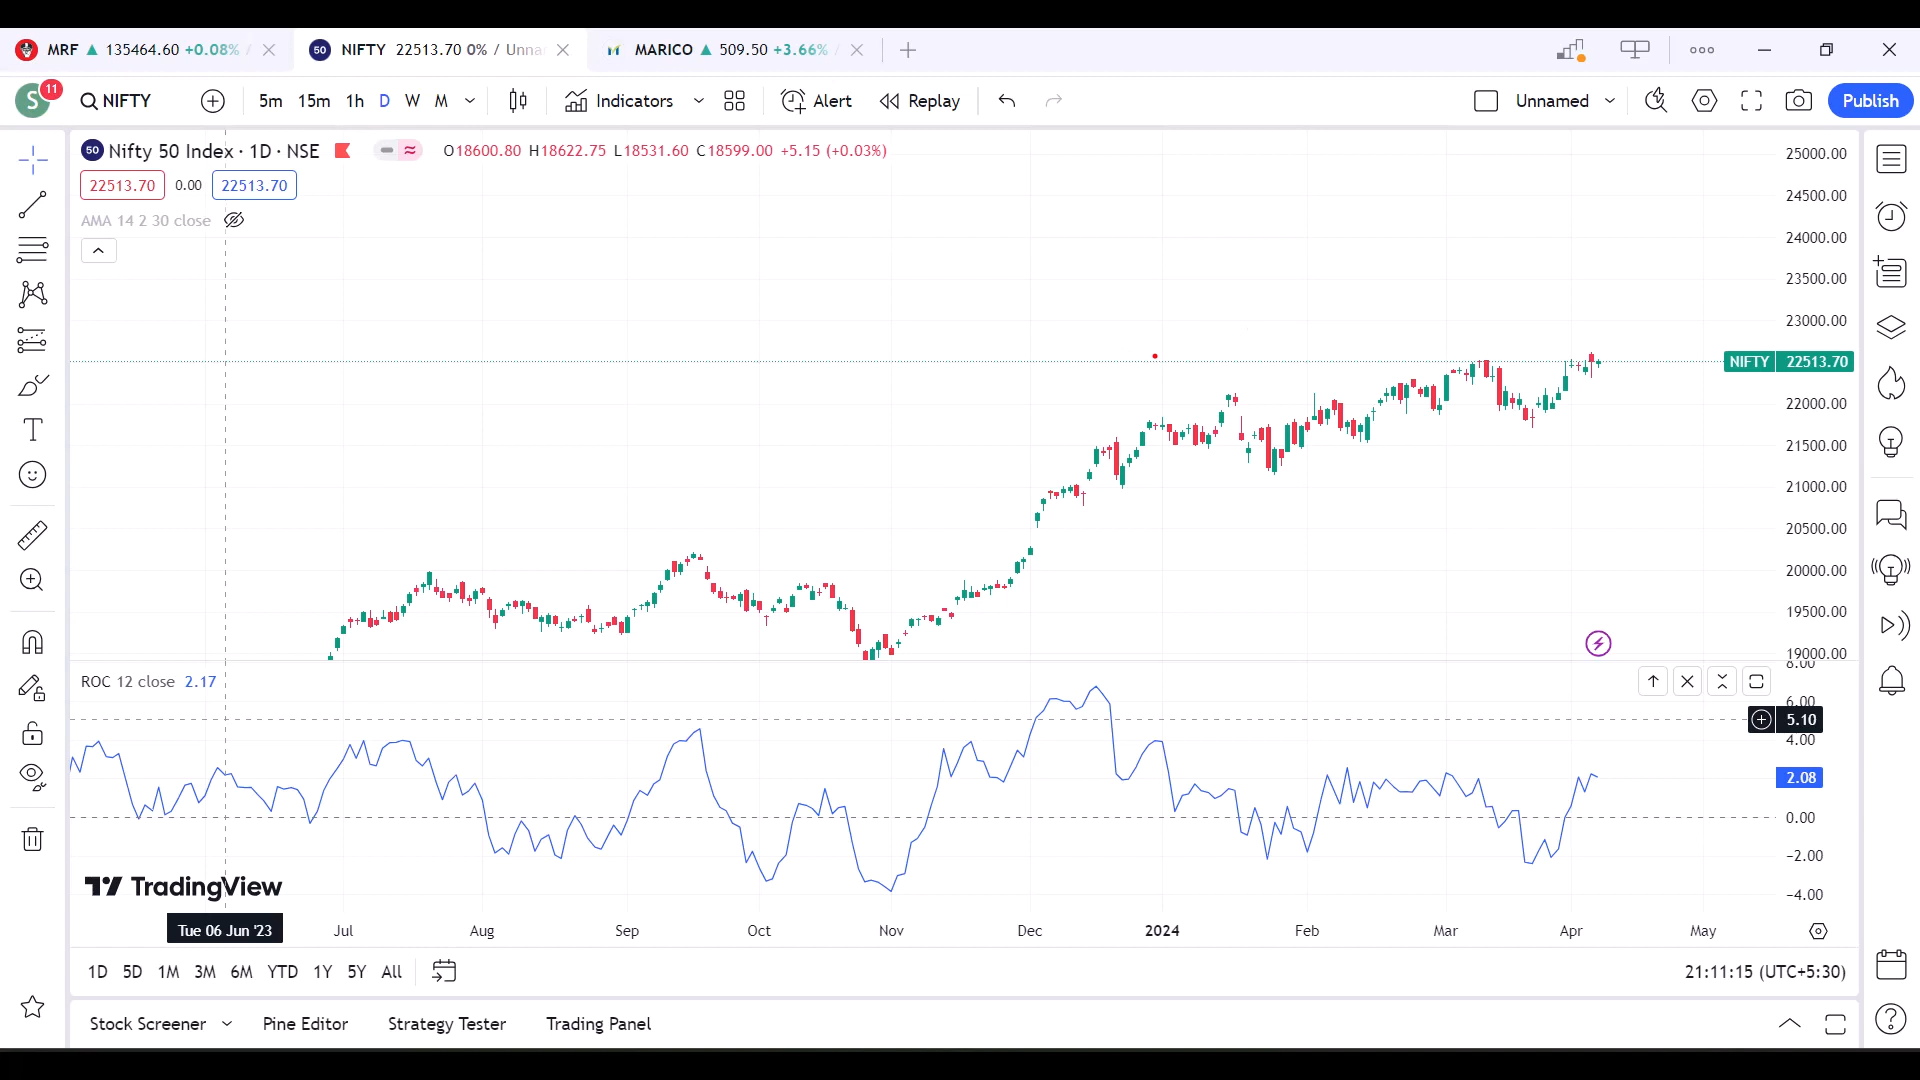 MRF ▲ 135464.60 +0.08% /
50 NIFTY 22513.70 0% / Unna
MARICO ▲ 509.50 +3.66% /
S 11 NIFTY 5m 15m 1h D W M Indicators Alert Replay Unnamed Publish
50 Nifty 50 Index · 1D · NSE O18600.80 H18622.75 L18531.60 C18599.00 +5.15 (+0.03%)
22513.70 0.00 22513.70
AMA 14 2 30 close
25000.00
24500.00
24000.00
23500.00
23000.00
NIFTY 22513.70
22000.00
21500.00
21000.00
20500.00
20000.00
19500.00
19000.00
ROC 12 close 2.17
8.00
6.00
5.10
4.00
2.08
0.00
−2.00
−4.00
TradingView
Tue 06 Jun '23 Jul Aug Sep Oct Nov Dec 2024 Feb Mar Apr May
1D 5D 1M 3M 6M YTD 1Y 5Y All 21:11:15 (UTC+5:30)
Stock Screener Pine Editor Strategy Tester Trading Panel